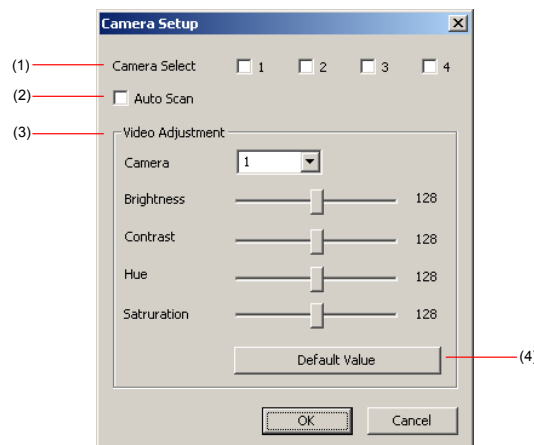 Camera Setup
(1) Camera Select 1 2 3 4
(2) Auto Scan
(3) Video Adjustment
Camera 1
Brightness 128
Contrast 128
Hue 128
Satruration 128
Default Value (4)
OK Cancel